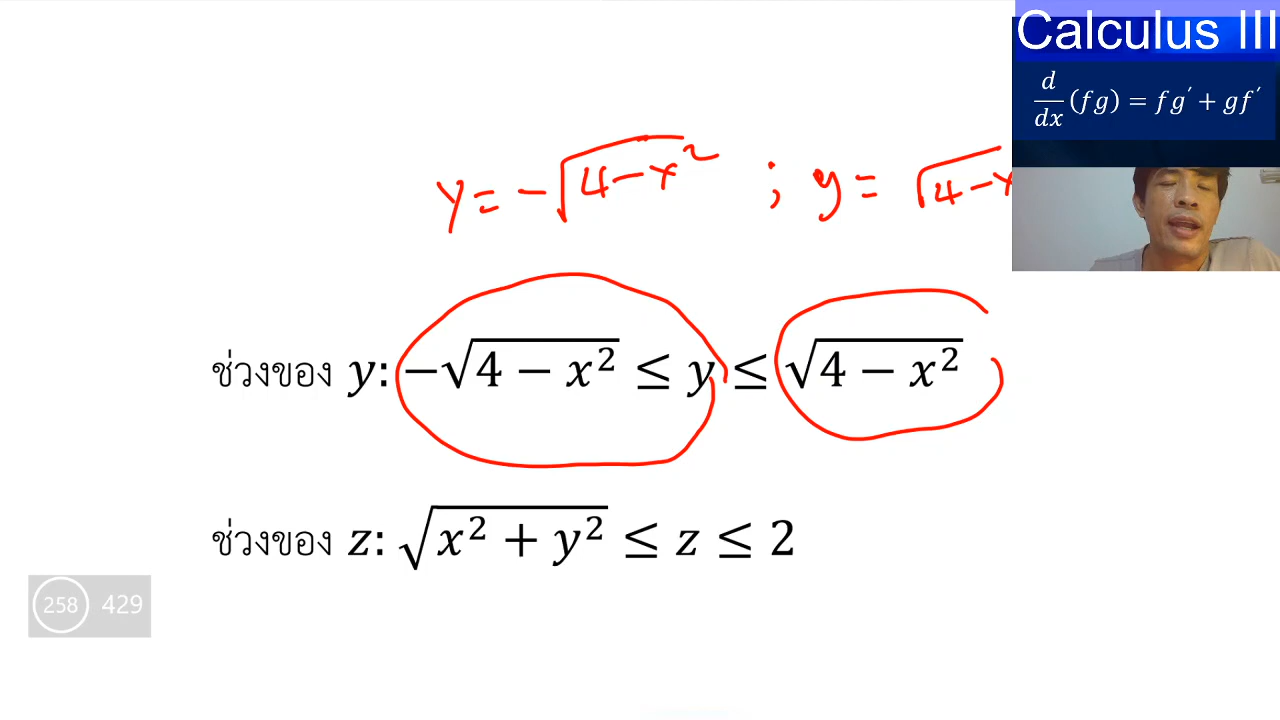 Calculus III
d/dx (fg) = fg′ + gf′
y = -√(4-x²) ; y = √(4-x
ช่วงของ y: −√(4 − x²) ≤ y ≤ √(4 − x²)
ช่วงของ z: √(x² + y²) ≤ z ≤ 2
258 429